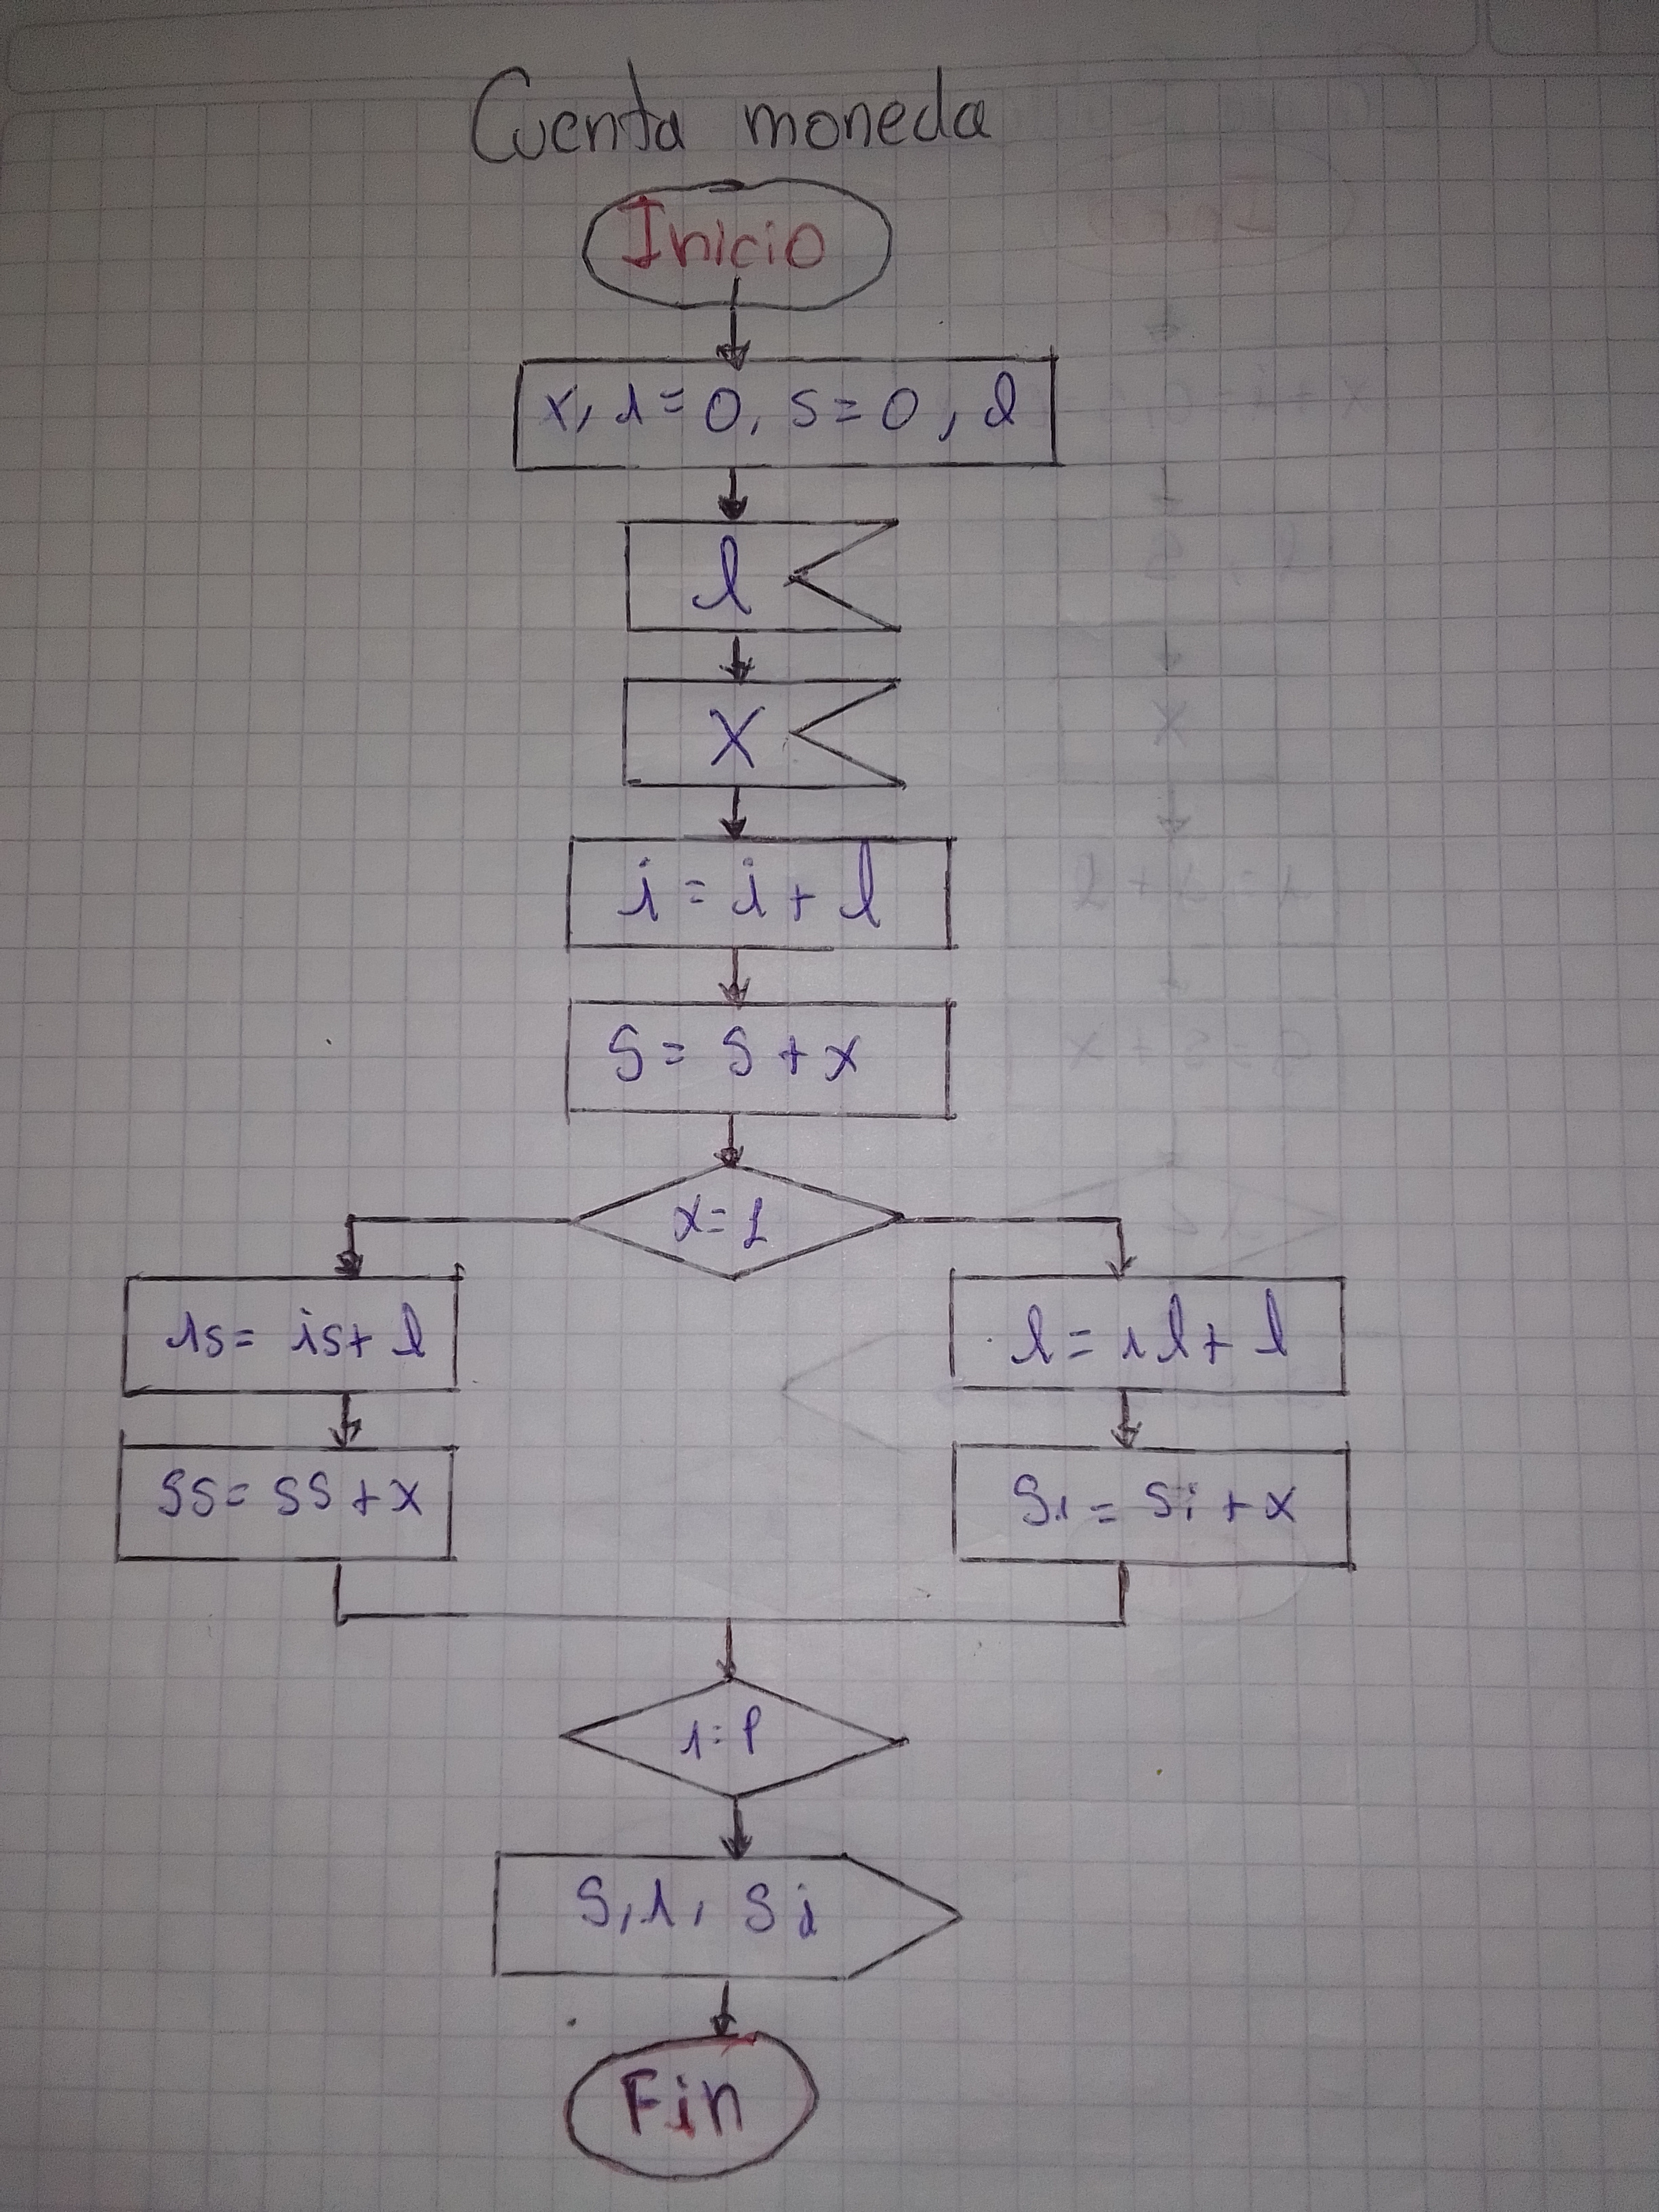 Cuenta moneda
Inicio
x, i = 0, s = 0, l
l
X
i = i + l
S = S + x
x = 1
is = is + l
l = il + l
SS = SS + x
Si = Si + x
i = P
S, i, Si
Fin